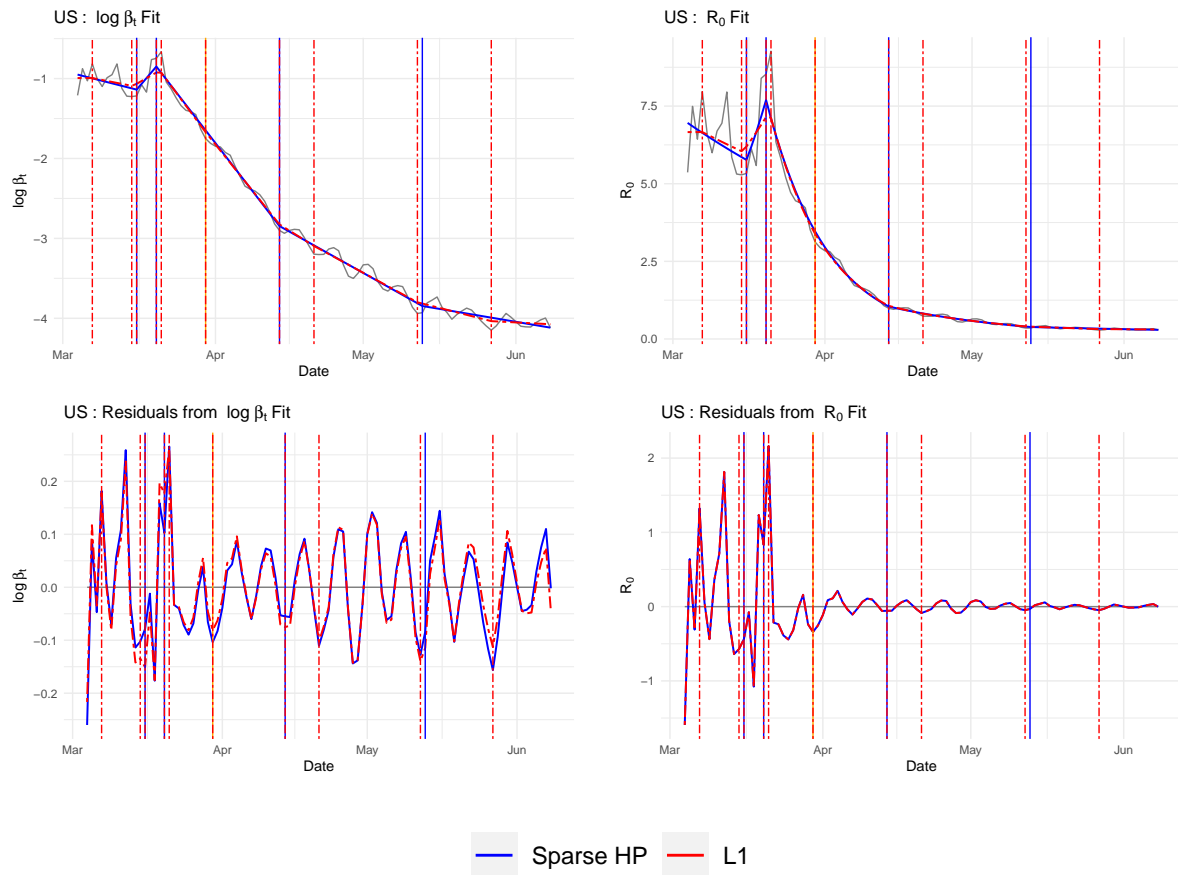 US : log βt Fit
−1
−2
−3
−4
log βt
Mar
Apr
May
Jun
Date
US : R0 Fit
7.5
5.0
2.5
0.0
R0
Mar
Apr
May
Jun
Date
US : Residuals from log βt Fit
0.2
0.1
0.0
−0.1
−0.2
log βt
Mar
Apr
May
Jun
Date
US : Residuals from R0 Fit
2
1
0
−1
R0
Mar
Apr
May
Jun
Date
Sparse HP
L1